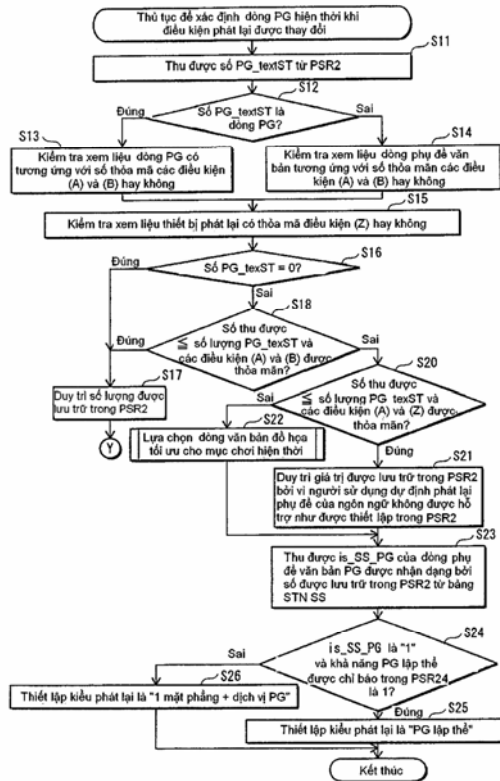 Thủ tục để xác định dòng PG hiện thời khi
điều kiện phát lại được thay đổi
S11
Thu được số PG_textST từ PSR2
S12
Số PG_textST là
dòng PG?
Đúng
Sai
S13
Kiểm tra xem liệu dòng PG có
tương ứng với số thỏa mã các điều kiện
(A) và (B) hay không
S14
Kiểm tra xem liệu dòng phụ đề văn
bản tương ứng với số thỏa mãn các điều
kiện (A) và (B) hay không
S15
Kiểm tra xem liệu thiết bị phát lại có thỏa mã điều kiện (Z) hay không
S16
Số PG_texST = 0?
Đúng
Sai
S18
Số thu được
≦ số lượng PG_texST và
các điều kiện (A) và (B) được
thỏa mãn?
Đúng
Sai
S17
Duy trì số lượng được
lưu trữ trong PSR2
Y
S20
Số thu được
≦ số lượng PG texST và
các điều kiện (A) và (Z) được
thỏa mãn?
Sai
Đúng
S22
Lựa chọn dòng văn bản đồ họa
tối ưu cho mục chơi hiện thời
S21
Duy trì giá trị được lưu trữ trong PSR2
bởi vì người sử dụng dự định phát lại
phụ đề của ngôn ngữ không được hỗ
trợ như được thiết lập trong PSR2
S23
Thu được is_SS_PG của dòng phụ
đề văn bản PG được nhận dạng bởi
số được lưu trữ trong PSR2 từ bảng
STN SS
S24
is_SS_PG là "1"
và khả năng PG lập thể
được chỉ báo trong PSR24
là 1?
Sai
Đúng
S26
Thiết lập kiểu phát lại là "1 mặt phẳng + dịch vị PG"
S25
Thiết lập kiểu phát lại là "PG lập thể"
Kết thúc